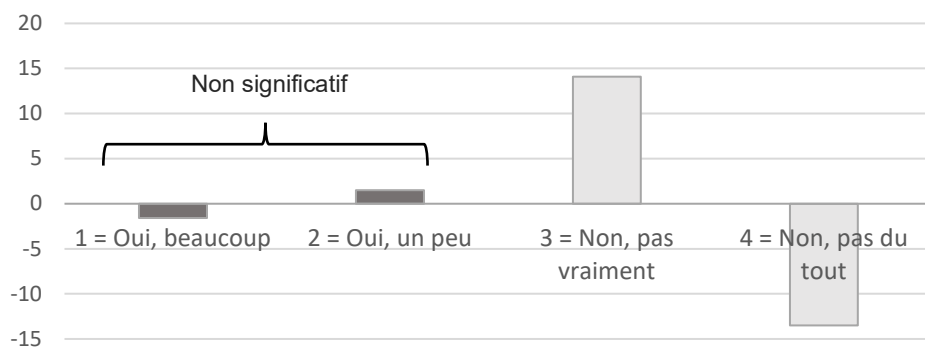 20
15
Non significatif
10
5
0
1 = Oui, beaucoup
2 = Oui, un peu
3 = Non, pas
vraiment
4 = Non, pas du
tout
-5
-10
-15